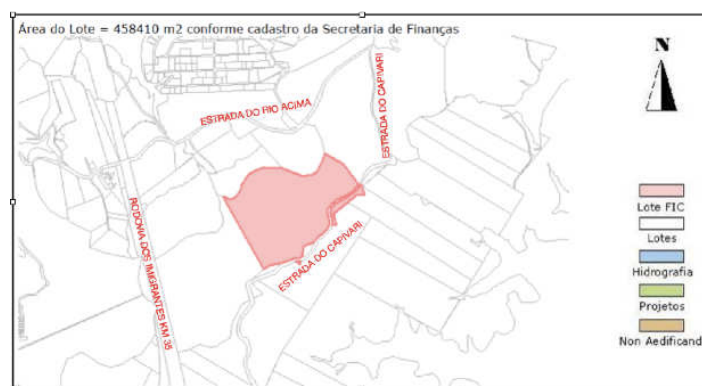 Área do Lote = 458410 m2 conforme cadastro da Secretaria de Finanças
N
ESTRADA DO RIO ACIMA
ESTRADA DO CAPIVARI
RODOVIA DOS IMIGRANTES KM 35
ESTRADA DO CAPIVARI
Lote FIC
Lotes
Hidrografia
Projetos
Non Aedificand